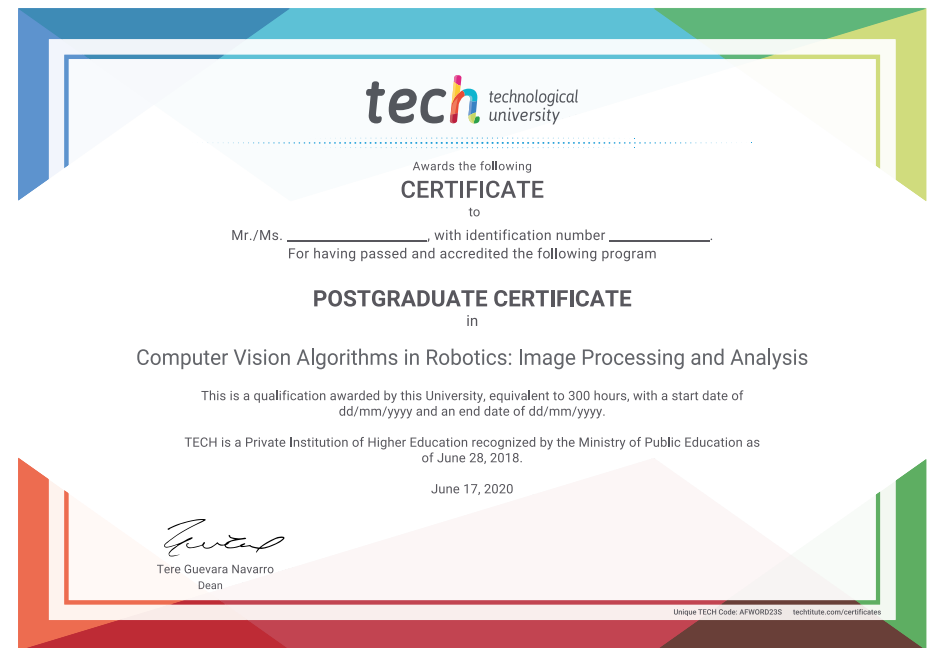 tech technological
university
Awards the following
CERTIFICATE
to
Mr./Ms. ____________________, with identification number ______________.
For having passed and accredited the following program
POSTGRADUATE CERTIFICATE
in
Computer Vision Algorithms in Robotics: Image Processing and Analysis
This is a qualification awarded by this University, equivalent to 300 hours, with a start date of
dd/mm/yyyy and an end date of dd/mm/yyyy.
TECH is a Private Institution of Higher Education recognized by the Ministry of Public Education as
of June 28, 2018.
June 17, 2020
Tere Guevara Navarro
Dean
Unique TECH Code: AFWORD23S techtitute.com/certificates